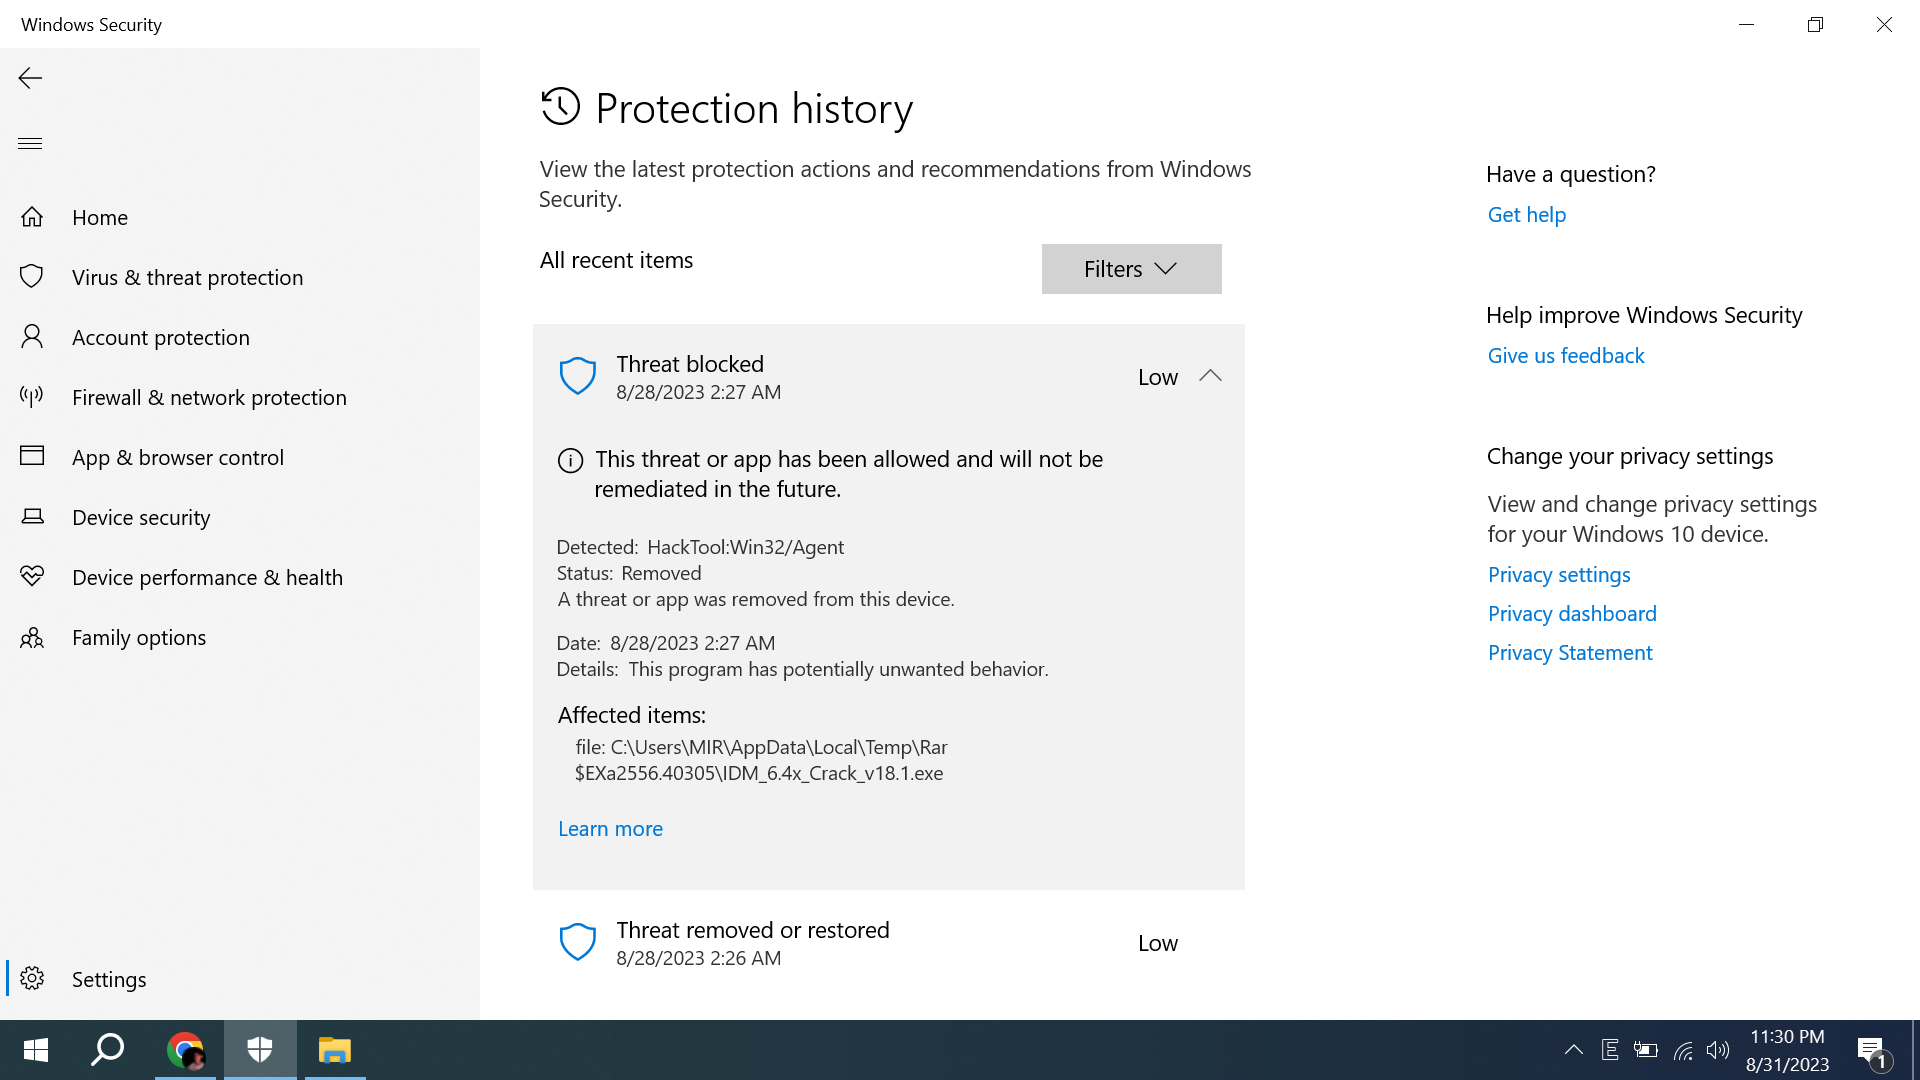 Windows Security
Home
Virus & threat protection
Account protection
Firewall & network protection
App & browser control
Device security
Device performance & health
Family options
Settings
Protection history
View the latest protection actions and recommendations from Windows
Security.
All recent items
Filters
Threat blocked
8/28/2023 2:27 AM
Low
This threat or app has been allowed and will not be
remediated in the future.
Detected: HackTool:Win32/Agent
Status: Removed
A threat or app was removed from this device.
Date: 8/28/2023 2:27 AM
Details: This program has potentially unwanted behavior.
Affected items:
file: C:\Users\MIR\AppData\Local\Temp\Rar
$EXa2556.40305\IDM_6.4x_Crack_v18.1.exe
Learn more
Threat removed or restored
8/28/2023 2:26 AM
Low
Have a question?
Get help
Help improve Windows Security
Give us feedback
Change your privacy settings
View and change privacy settings
for your Windows 10 device.
Privacy settings
Privacy dashboard
Privacy Statement
E
11:30 PM
8/31/2023
1